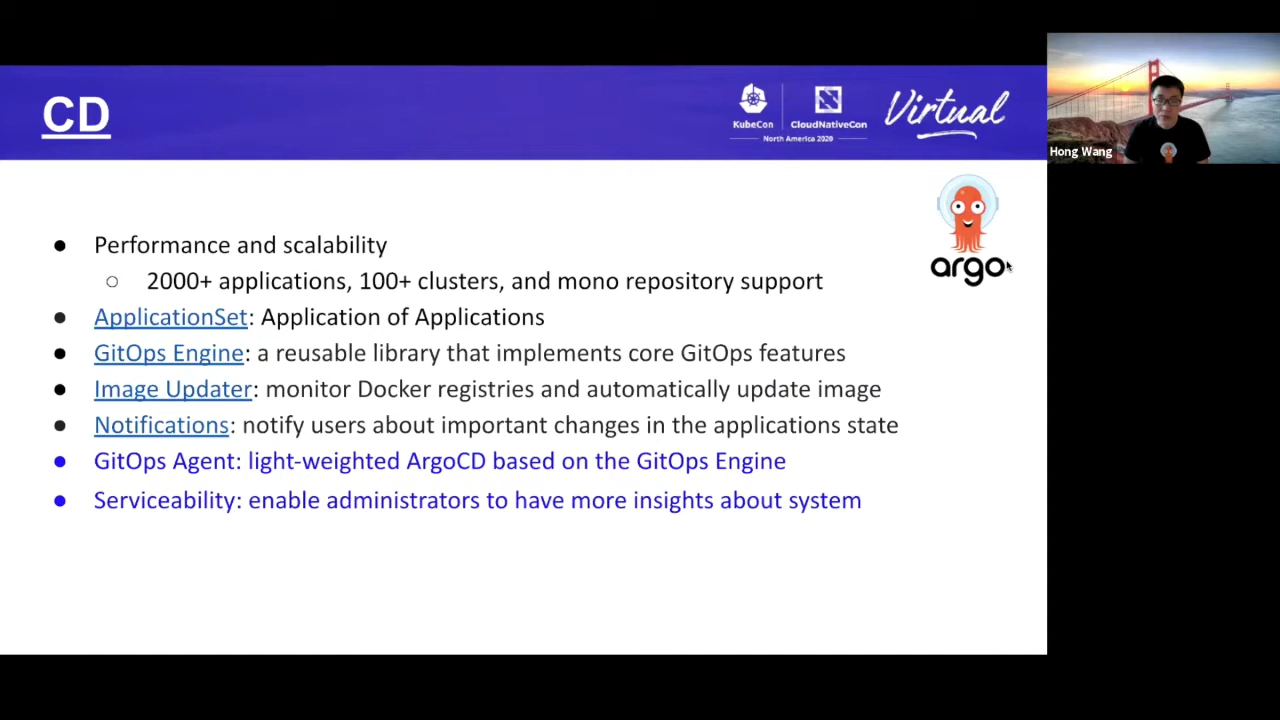 CD
KubeCon
CloudNativeCon
North America 2020
Virtual
Hong Wang
argo
● Performance and scalability
○ 2000+ applications, 100+ clusters, and mono repository support
● ApplicationSet: Application of Applications
● GitOps Engine: a reusable library that implements core GitOps features
● Image Updater: monitor Docker registries and automatically update image
● Notifications: notify users about important changes in the applications state
● GitOps Agent: light-weighted ArgoCD based on the GitOps Engine
● Serviceability: enable administrators to have more insights about system